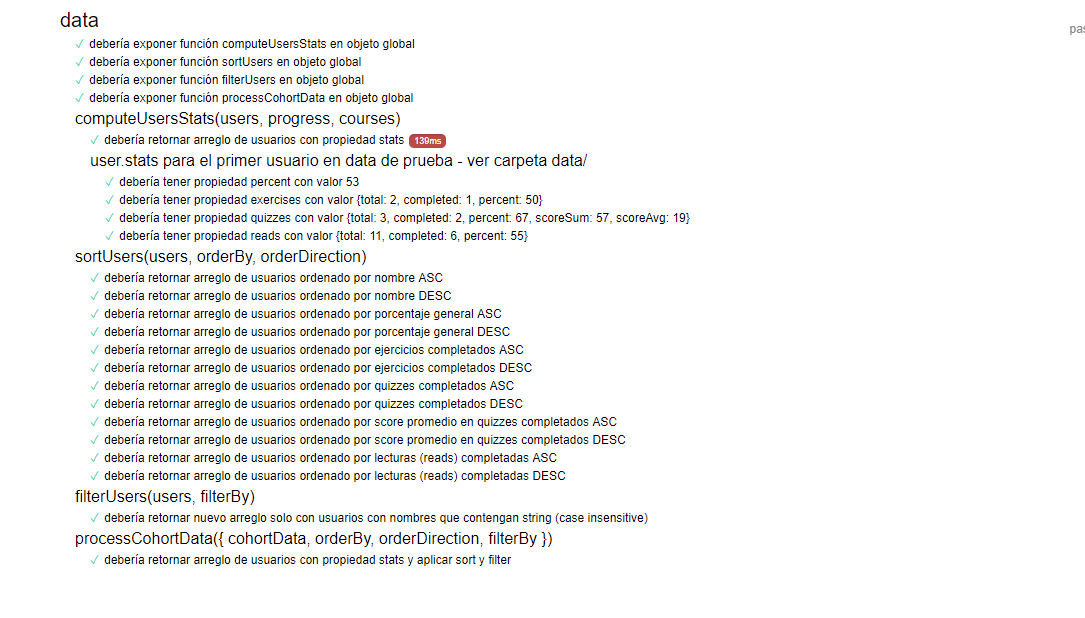 data
✓ debería exponer función computeUsersStats en objeto global
✓ debería exponer función sortUsers en objeto global
✓ debería exponer función filterUsers en objeto global
✓ debería exponer función processCohortData en objeto global
computeUsersStats(users, progress, courses)
✓ debería retornar arreglo de usuarios con propiedad stats 139ms
user.stats para el primer usuario en data de prueba - ver carpeta data/
✓ debería tener propiedad percent con valor 53
✓ debería tener propiedad exercises con valor {total: 2, completed: 1, percent: 50}
✓ debería tener propiedad quizzes con valor {total: 3, completed: 2, percent: 67, scoreSum: 57, scoreAvg: 19}
✓ debería tener propiedad reads con valor {total: 11, completed: 6, percent: 55}
sortUsers(users, orderBy, orderDirection)
✓ debería retornar arreglo de usuarios ordenado por nombre ASC
✓ debería retornar arreglo de usuarios ordenado por nombre DESC
✓ debería retornar arreglo de usuarios ordenado por porcentaje general ASC
✓ debería retornar arreglo de usuarios ordenado por porcentaje general DESC
✓ debería retornar arreglo de usuarios ordenado por ejercicios completados ASC
✓ debería retornar arreglo de usuarios ordenado por ejercicios completados DESC
✓ debería retornar arreglo de usuarios ordenado por quizzes completados ASC
✓ debería retornar arreglo de usuarios ordenado por quizzes completados DESC
✓ debería retornar arreglo de usuarios ordenado por score promedio en quizzes completados ASC
✓ debería retornar arreglo de usuarios ordenado por score promedio en quizzes completados DESC
✓ debería retornar arreglo de usuarios ordenado por lecturas (reads) completadas ASC
✓ debería retornar arreglo de usuarios ordenado por lecturas (reads) completadas DESC
filterUsers(users, filterBy)
✓ debería retornar nuevo arreglo solo con usuarios con nombres que contengan string (case insensitive)
processCohortData({ cohortData, orderBy, orderDirection, filterBy })
✓ debería retornar arreglo de usuarios con propiedad stats y aplicar sort y filter